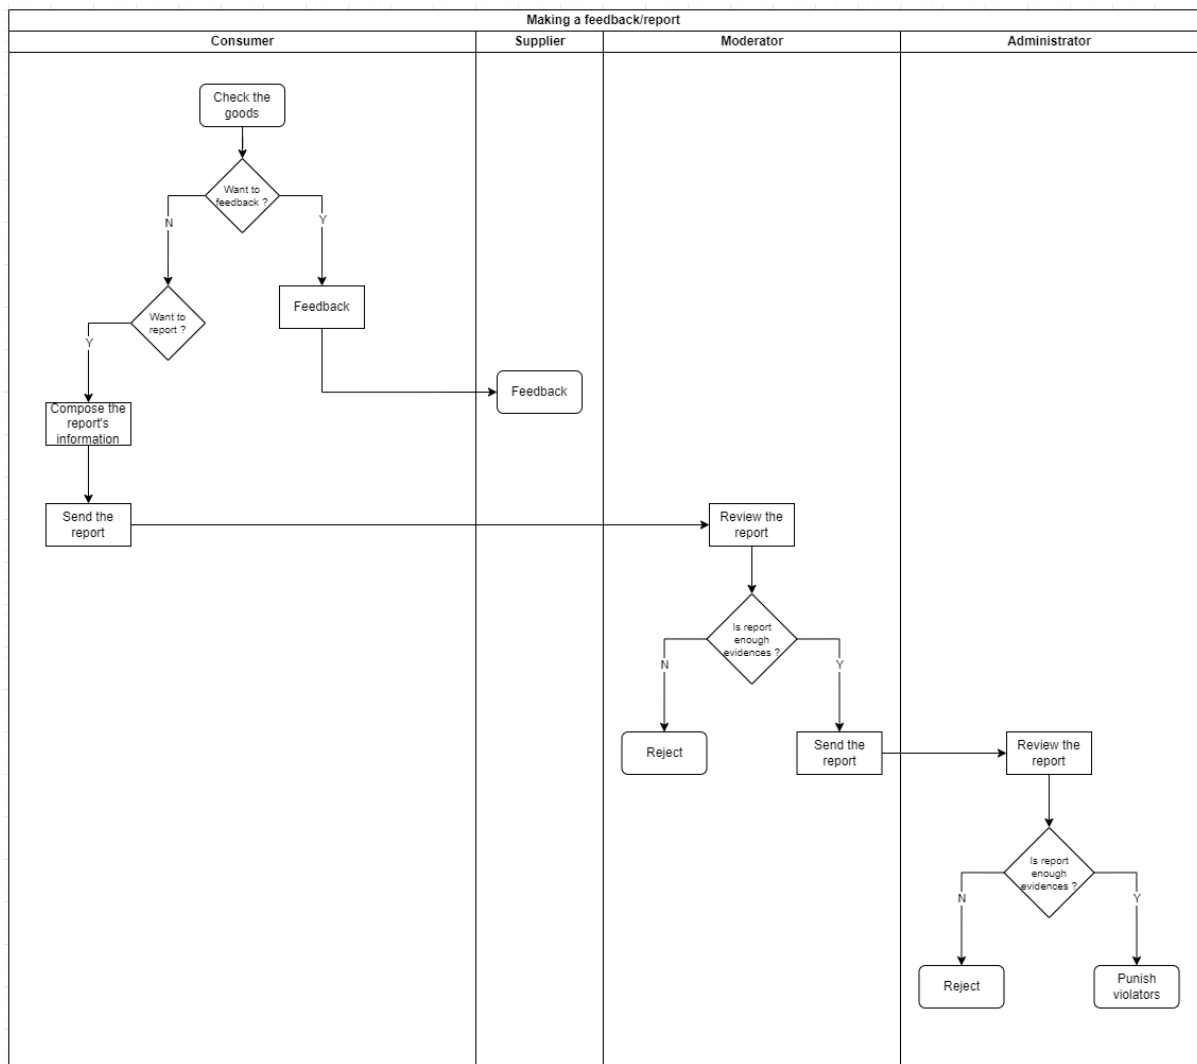 Making a feedback/report
Consumer
Supplier
Moderator
Administrator
Check the
goods
Want to
feedback ?
N
Y
Want to
report ?
Feedback
Y
Feedback
Compose the
report's
information
Send the
report
Review the
report
Is report
enough
evidences ?
N
Y
Reject
Send the
report
Review the
report
Is report
enough
evidences ?
N
Y
Reject
Punish
violators